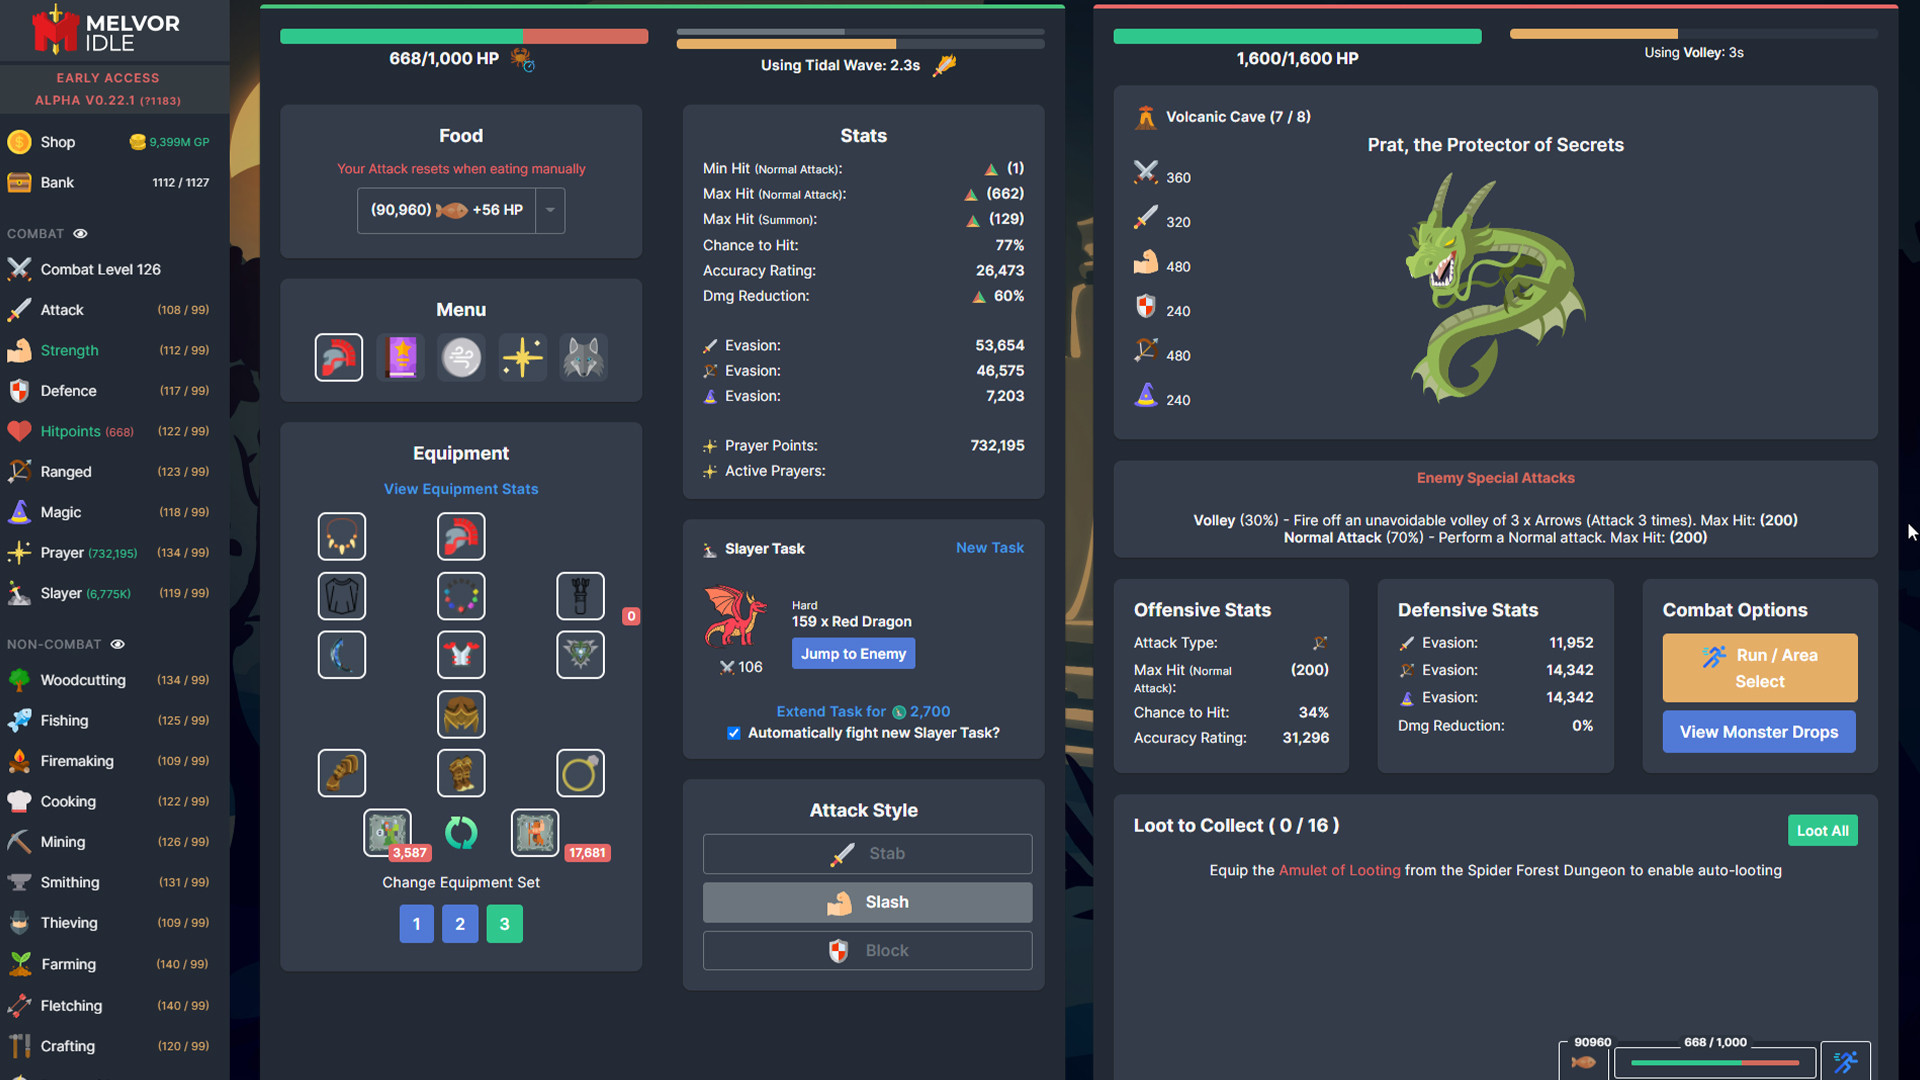 MELVOR
IDLE
EARLY ACCESS
ALPHA V0.22.1 (?1183)
Shop
9,399M GP
Bank
1112 / 1127
COMBAT
Combat Level 126
Attack
(108 / 99)
Strength
(112 / 99)
Defence
(117 / 99)
Hitpoints (668)
(122 / 99)
Ranged
(123 / 99)
Magic
(118 / 99)
Prayer (732,195)
(134 / 99)
Slayer (6,775K)
(119 / 99)
NON-COMBAT
Woodcutting
(134 / 99)
Fishing
(125 / 99)
Firemaking
(109 / 99)
Cooking
(122 / 99)
Mining
(126 / 99)
Smithing
(131 / 99)
Thieving
(109 / 99)
Farming
(140 / 99)
Fletching
(140 / 99)
Crafting
(120 / 99)
668/1,000 HP
Using Tidal Wave: 2.3s
Food
Your Attack resets when eating manually
(90,960) +56 HP
Menu
Equipment
View Equipment Stats
0
3,587
17,681
Change Equipment Set
1
2
3
Stats
Min Hit (Normal Attack): (1)
Max Hit (Normal Attack): (662)
Max Hit (Summon): (129)
Chance to Hit: 77%
Accuracy Rating: 26,473
Dmg Reduction: 60%
Evasion: 53,654
Evasion: 46,575
Evasion: 7,203
Prayer Points: 732,195
Active Prayers:
Slayer Task
New Task
Hard
159 x Red Dragon
Jump to Enemy
106
Extend Task for 2,700
Automatically fight new Slayer Task?
Attack Style
Stab
Slash
Block
1,600/1,600 HP
Using Volley: 3s
Volcanic Cave (7 / 8)
Prat, the Protector of Secrets
360
320
480
240
480
240
Enemy Special Attacks
Volley (30%) - Fire off an unavoidable volley of 3 x Arrows (Attack 3 times). Max Hit: (200)
Normal Attack (70%) - Perform a Normal attack. Max Hit: (200)
Offensive Stats
Attack Type:
Max Hit (Normal (200)
Attack):
Chance to Hit: 34%
Accuracy Rating: 31,296
Defensive Stats
Evasion: 11,952
Evasion: 14,342
Evasion: 14,342
Dmg Reduction: 0%
Combat Options
Run / Area
Select
View Monster Drops
Loot to Collect ( 0 / 16 )
Loot All
Equip the Amulet of Looting from the Spider Forest Dungeon to enable auto-looting
90960
668 / 1,000